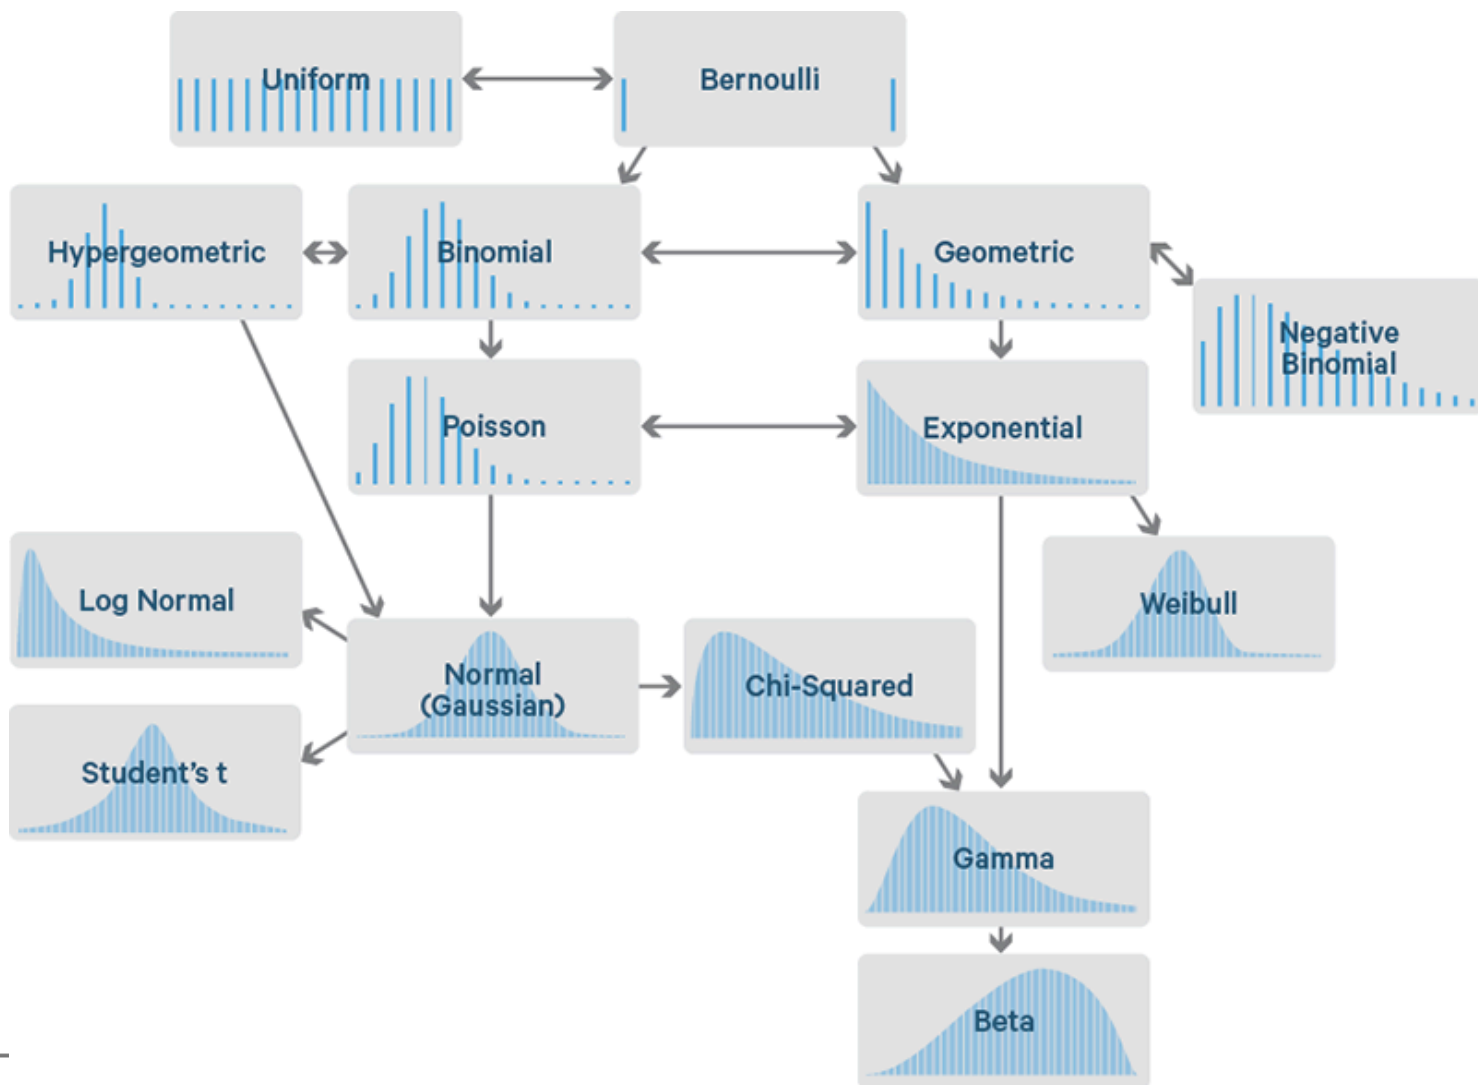 Uniform
Bernoulli
Hypergeometric
Binomial
Geometric
Negative
Binomial
Poisson
Exponential
Log Normal
Weibull
Normal
(Gaussian)
Chi-Squared
Student’s t
Gamma
Beta